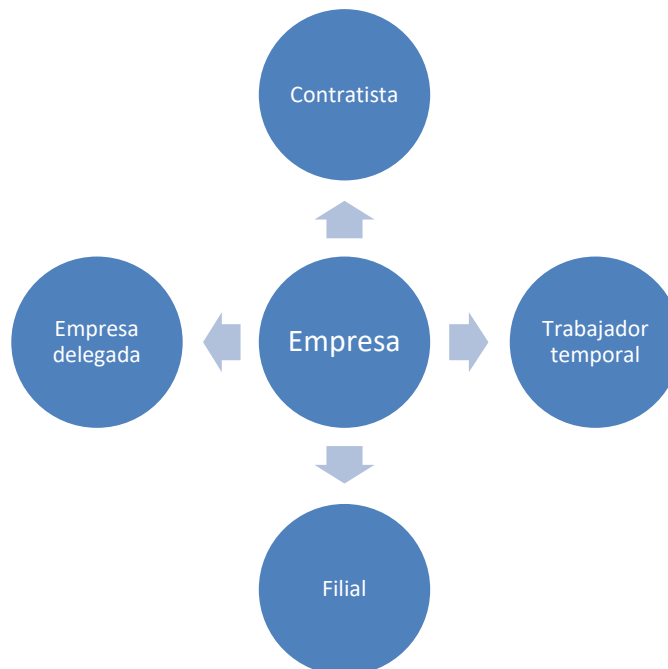 Contratista
Empresa
delegada
Empresa
Trabajador
temporal
Filial